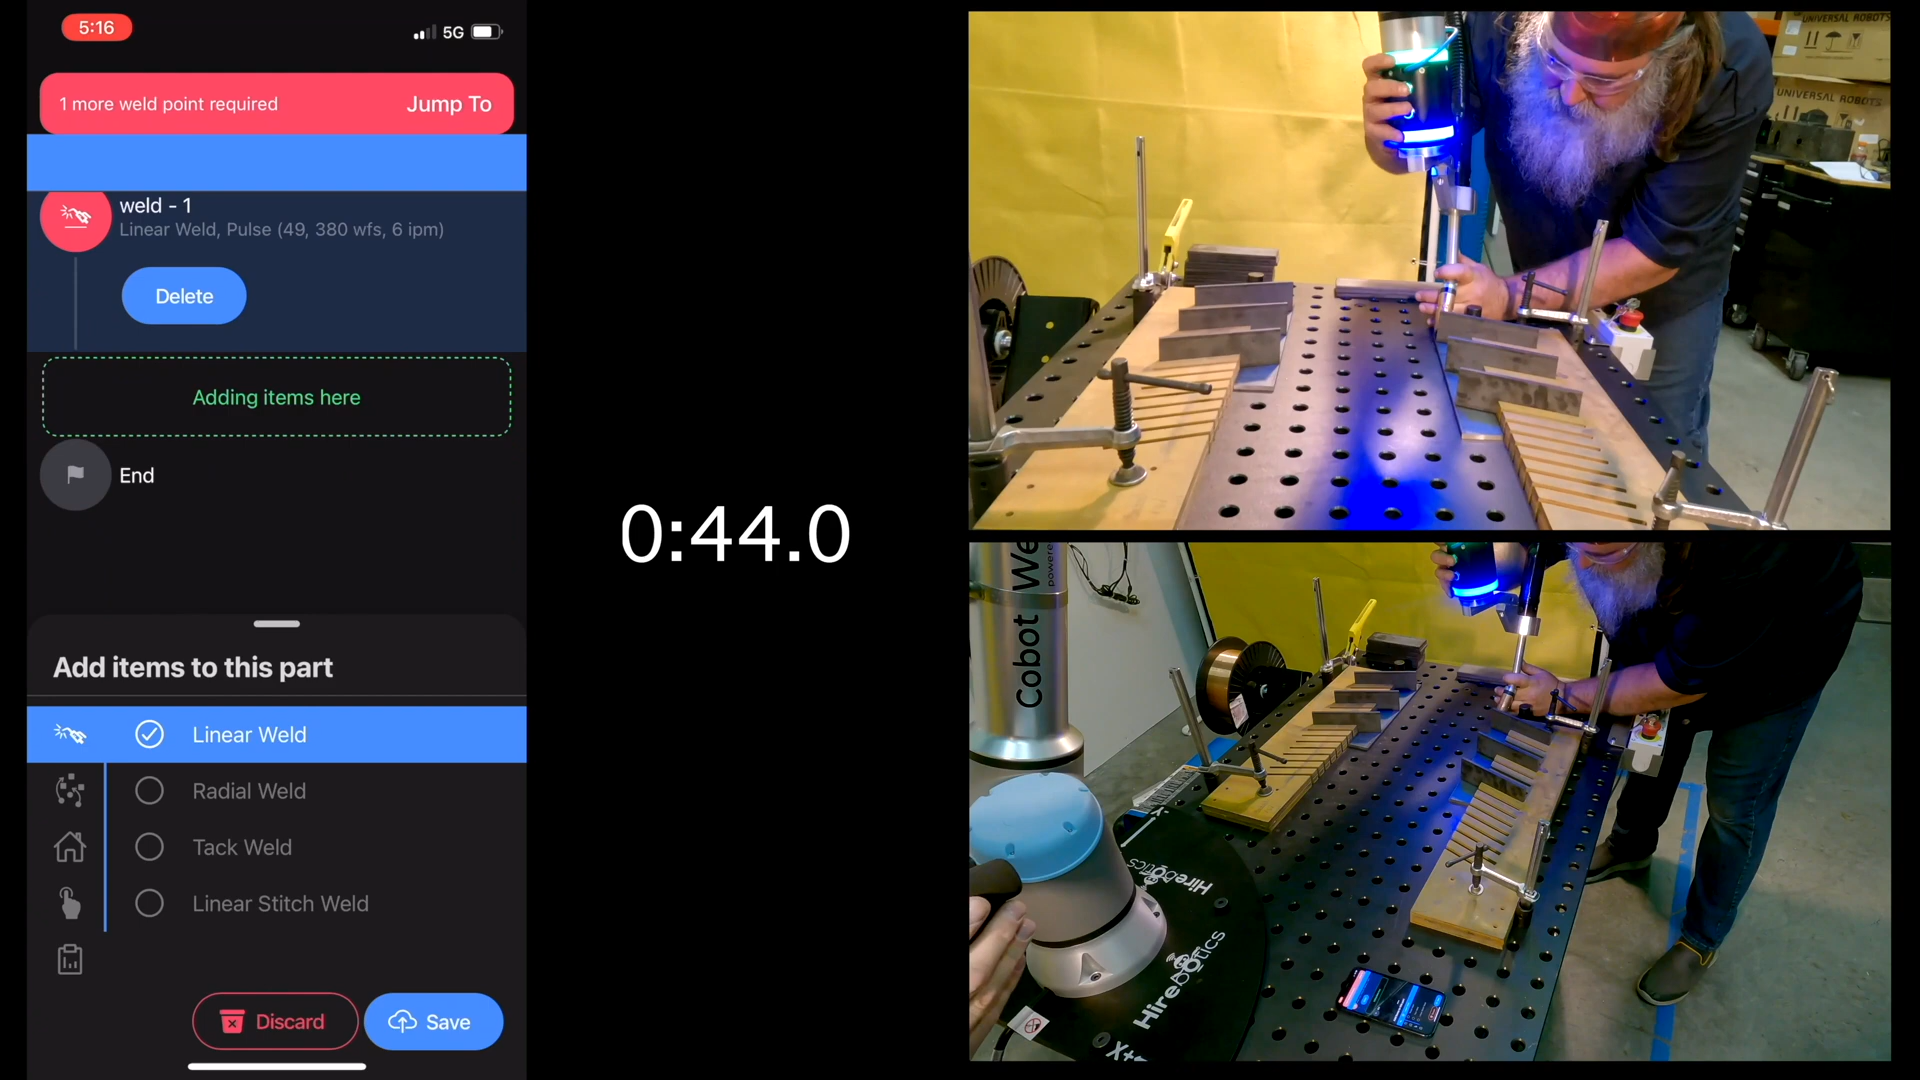 5:16
5G
1 more weld point required
Jump To
weld - 1
Linear Weld, Pulse (49, 380 wfs, 6 ipm)
Delete
Adding items here
End
Add items to this part
Linear Weld
Radial Weld
Tack Weld
Linear Stitch Weld
Discard
Save
0:44.0
UNIVERSAL ROBOTS
UNIVERSAL ROBOTS
Cobot We
powere
Hirebotics
Hirebotics
X+